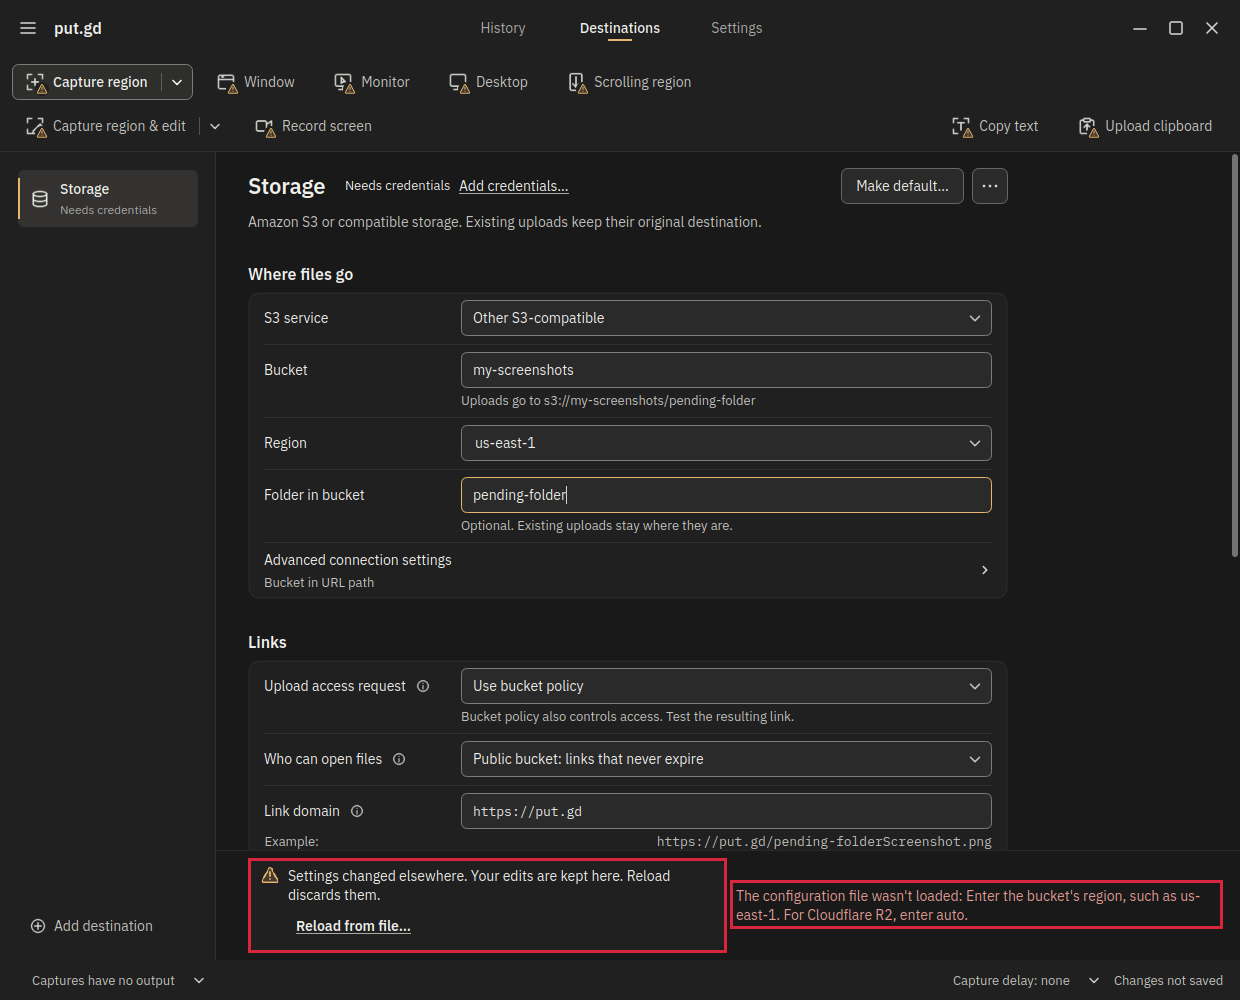 put.gd
History
Destinations
Settings
Capture region
Window
Monitor
Desktop
Scrolling region
Capture region & edit
Record screen
Copy text
Upload clipboard
Storage
Needs credentials
Storage
Needs credentials
Add credentials...
Make default...
Amazon S3 or compatible storage. Existing uploads keep their original destination.
Where files go
S3 service
Other S3-compatible
Bucket
my-screenshots
Uploads go to s3://my-screenshots/pending-folder
Region
us-east-1
Folder in bucket
pending-folder
Optional. Existing uploads stay where they are.
Advanced connection settings
Bucket in URL path
Links
Upload access request
Use bucket policy
Bucket policy also controls access. Test the resulting link.
Who can open files
Public bucket: links that never expire
Link domain
https://put.gd
Example:
https://put.gd/pending-folderScreenshot.png
Settings changed elsewhere. Your edits are kept here. Reload
discards them.
Reload from file...
The configuration file wasn't loaded: Enter the bucket's region, such as us-
east-1. For Cloudflare R2, enter auto.
Add destination
Captures have no output
Capture delay: none
Changes not saved